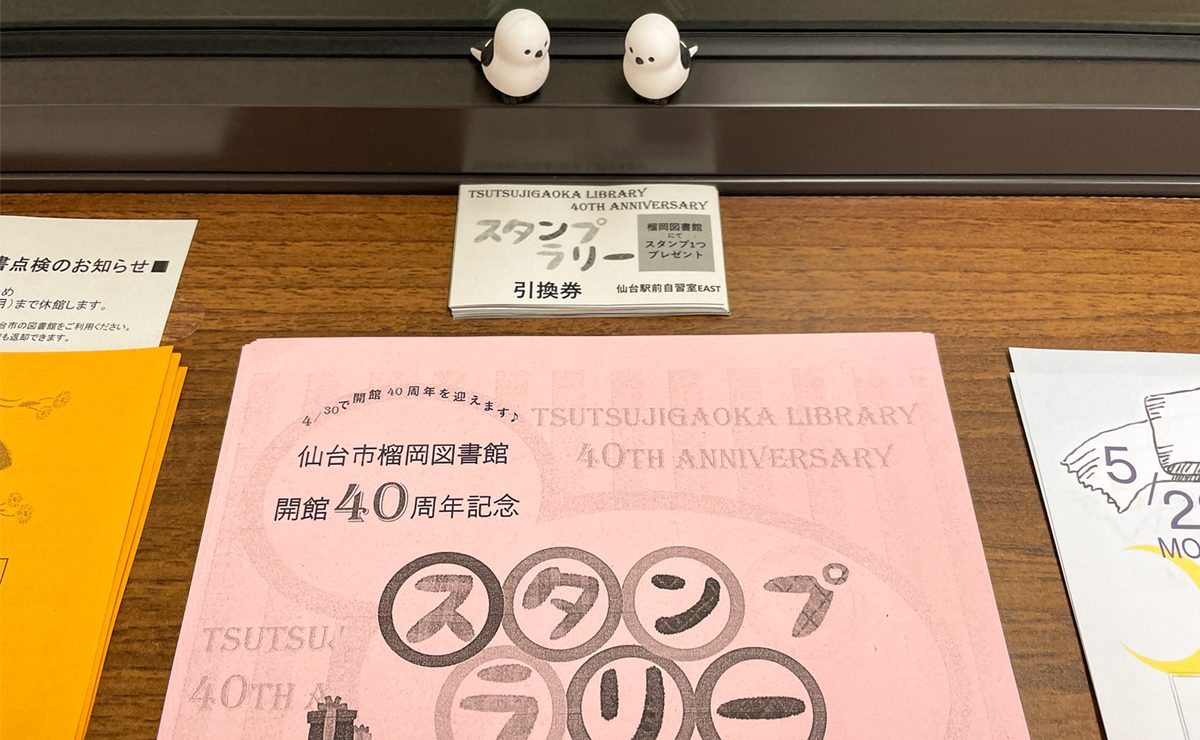 TSUTSUJIGAOKA LIBRARY
40TH ANNIVERSARY
スタンプ
ラリー
榴岡図書館
にて
スタンプ1つ
プレゼント
引換券
仙台駅前自習室EAST
書点検のお知らせ■
め
月）まで休館します。
台市の図書館をご利用ください。
も返却できます。
4/30で開館40周年を迎えます♪
仙台市榴岡図書館
開館40周年記念
TSUTSUJIGAOKA LIBRARY
40TH ANNIVERSARY
スタンプ
ラリー
TSUTSUJ
40TH A
5/2
MO